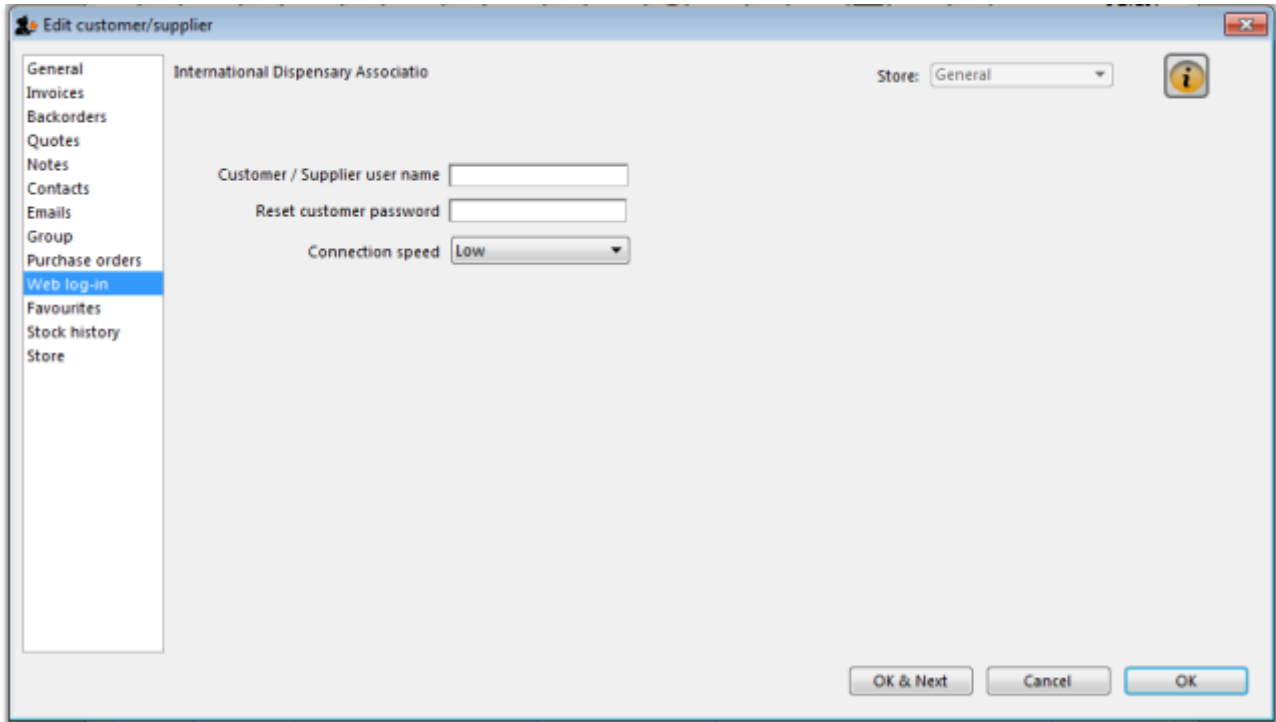 Edit customer/supplier
General
Invoices
Backorders
Quotes
Notes
Contacts
Emails
Group
Purchase orders
Web log-in
Favourites
Stock history
Store
International Dispensary Associatio
Store: General
Customer / Supplier user name
Reset customer password
Connection speed Low
OK & Next Cancel OK